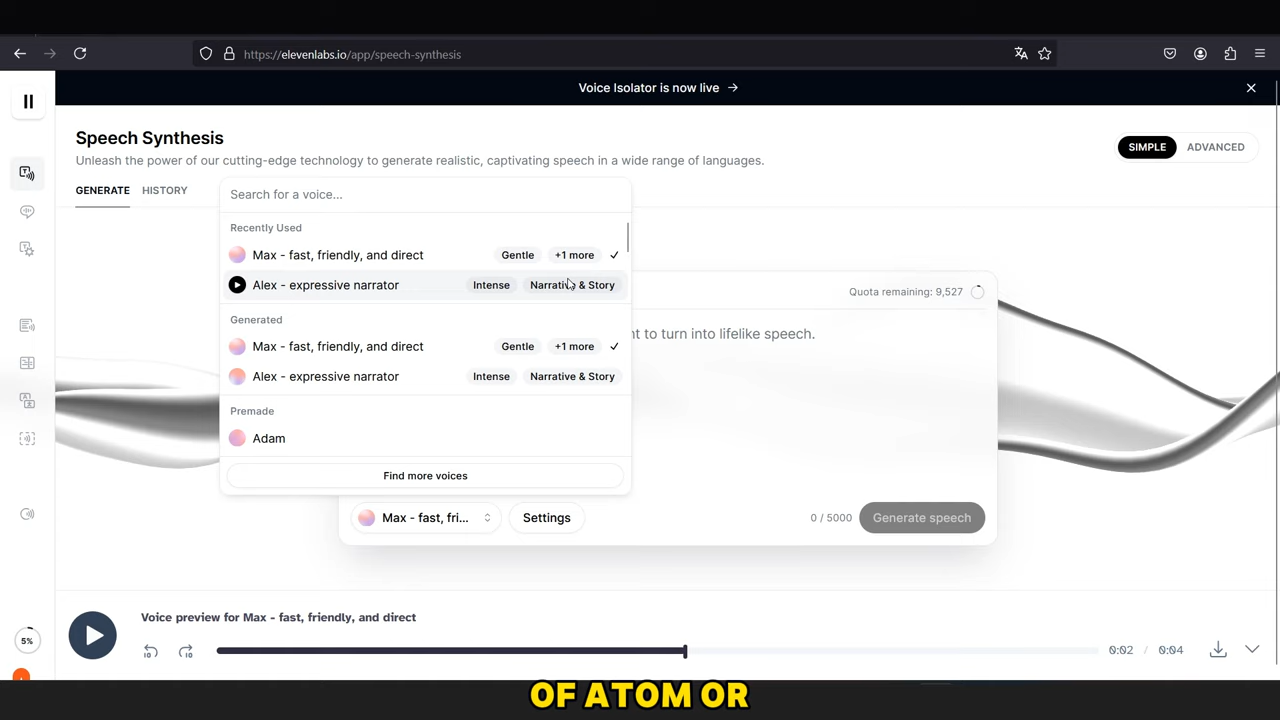 https://elevenlabs.io/app/speech-synthesis
Voice Isolator is now live →
Speech Synthesis
Unleash the power of our cutting-edge technology to generate realistic, captivating speech in a wide range of languages.
SIMPLE ADVANCED
GENERATE HISTORY
Search for a voice...
Recently Used
Max - fast, friendly, and direct Gentle +1 more
Alex - expressive narrator Intense Narrative & Story
Quota remaining: 9,527
Generated
nt to turn into lifelike speech.
Max - fast, friendly, and direct Gentle +1 more
Alex - expressive narrator Intense Narrative & Story
Premade
Adam
Find more voices
Max - fast, fri... Settings 0 / 5000 Generate speech
Voice preview for Max - fast, friendly, and direct
5%
10 10 0:02 / 0:04
OF ATOM OR